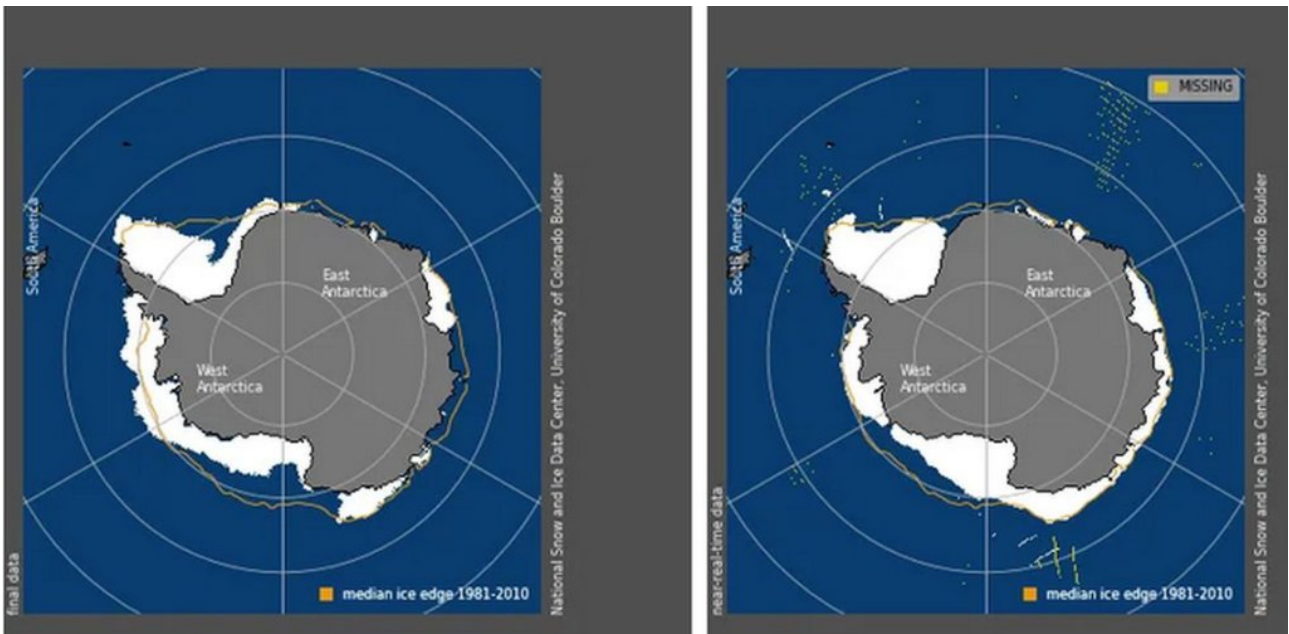 South America
East
Antarctica
West
Antarctica
final data
median ice edge 1981-2010
National Snow and Ice Data Center, University of Colorado Boulder
MISSING
South America
East
Antarctica
West
Antarctica
near-real-time data
median ice edge 1981-2010
National Snow and Ice Data Center, University of Colorado Boulder